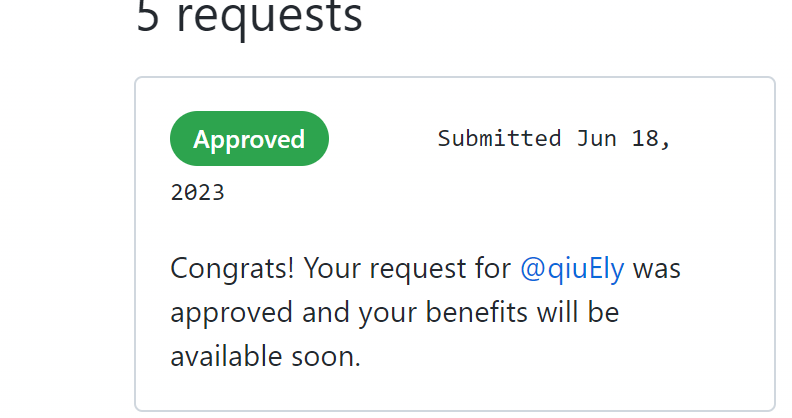 5 requests
Approved Submitted Jun 18,
2023
Congrats! Your request for @qiuEly was
approved and your benefits will be
available soon.